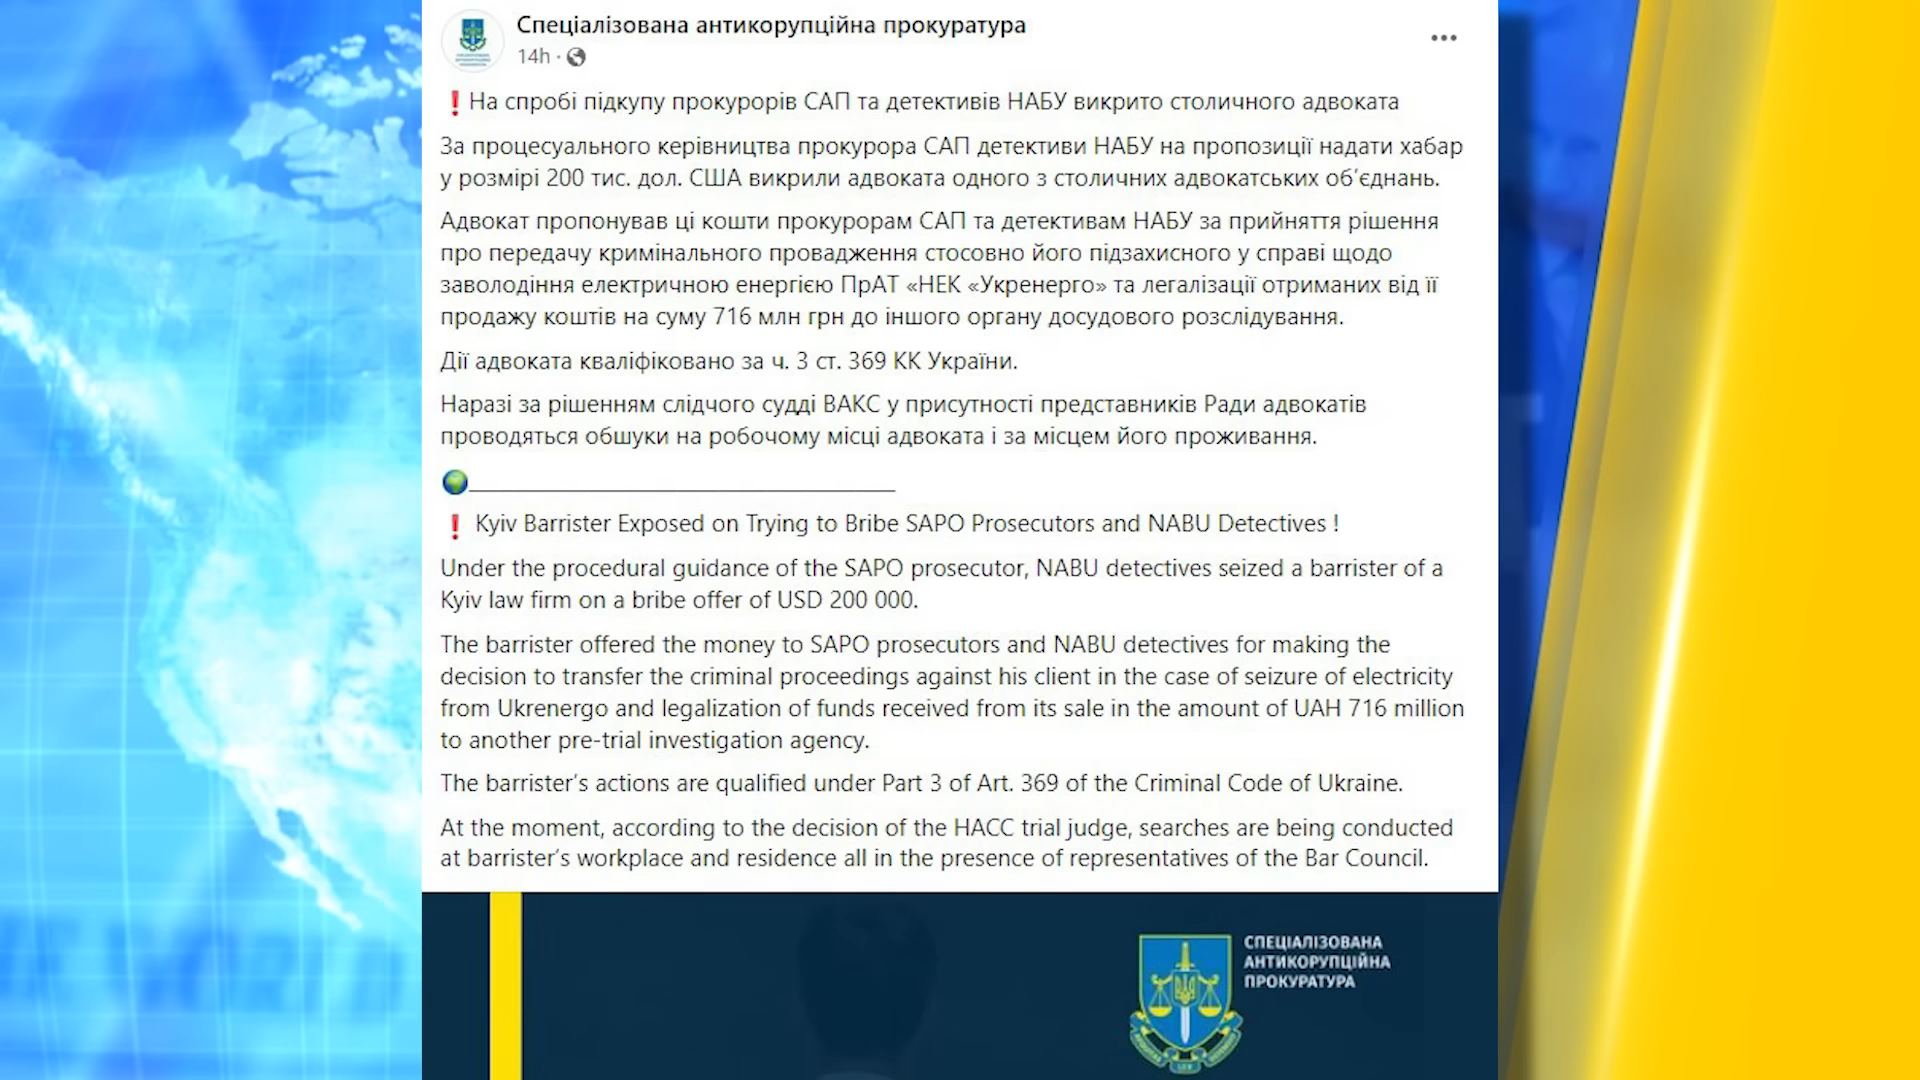 Спеціалізована антикорупційна прокуратура
14h ·
❗На спробі підкупу прокурорів САП та детективів НАБУ викрито столичного адвоката
За процесуального керівництва прокурора САП детективи НАБУ на пропозиції надати хабар
у розмірі 200 тис. дол. США викрили адвоката одного з столичних адвокатських об’єднань.
Адвокат пропонував ці кошти прокурорам САП та детективам НАБУ за прийняття рішення
про передачу кримінального провадження стосовно його підзахисного у справі щодо
заволодіння електричною енергією ПрАТ «НЕК «Укренерго» та легалізації отриманих від її
продажу коштів на суму 716 млн грн до іншого органу досудового розслідування.
Дії адвоката кваліфіковано за ч. 3 ст. 369 КК України.
Наразі за рішенням слідчого судді ВАКС у присутності представників Ради адвокатів
проводяться обшуки на робочому місці адвоката і за місцем його проживання.
🌍___________________________________
❗ Kyiv Barrister Exposed on Trying to Bribe SAPO Prosecutors and NABU Detectives !
Under the procedural guidance of the SAPO prosecutor, NABU detectives seized a barrister of a
Kyiv law firm on a bribe offer of USD 200 000.
The barrister offered the money to SAPO prosecutors and NABU detectives for making the
decision to transfer the criminal proceedings against his client in the case of seizure of electricity
from Ukrenergo and legalization of funds received from its sale in the amount of UAH 716 million
to another pre-trial investigation agency.
The barrister’s actions are qualified under Part 3 of Art. 369 of the Criminal Code of Ukraine.
At the moment, according to the decision of the HACC trial judge, searches are being conducted
at barrister’s workplace and residence all in the presence of representatives of the Bar Council.
СПЕЦІАЛІЗОВАНА
АНТИКОРУПЦІЙНА
ПРОКУРАТУРА